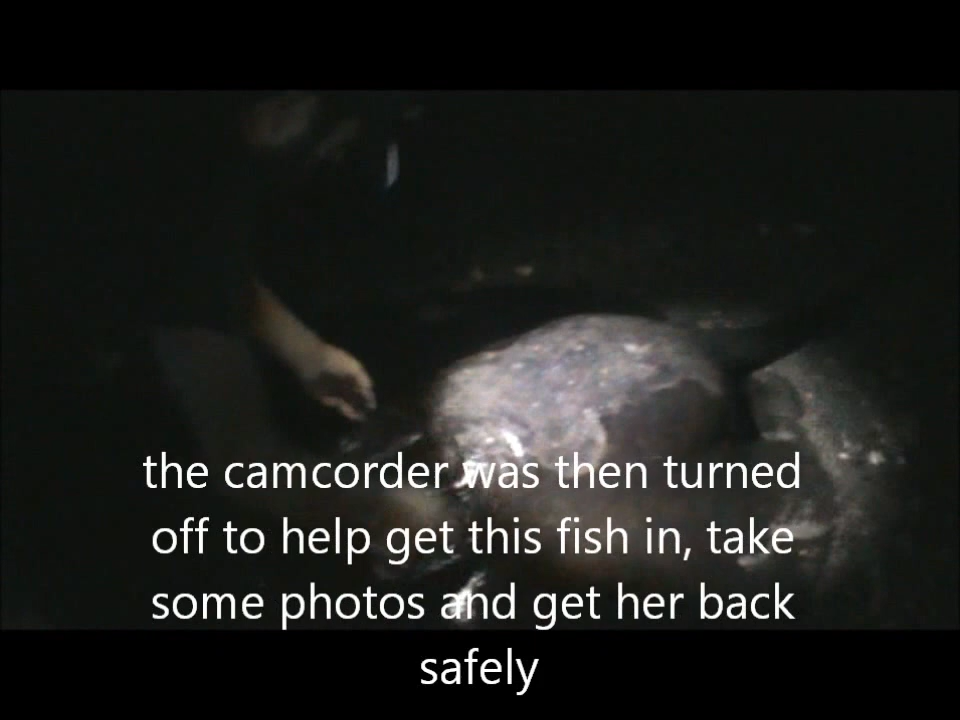 the camcorder was then turned
off to help get this fish in, take
some photos and get her back
safely